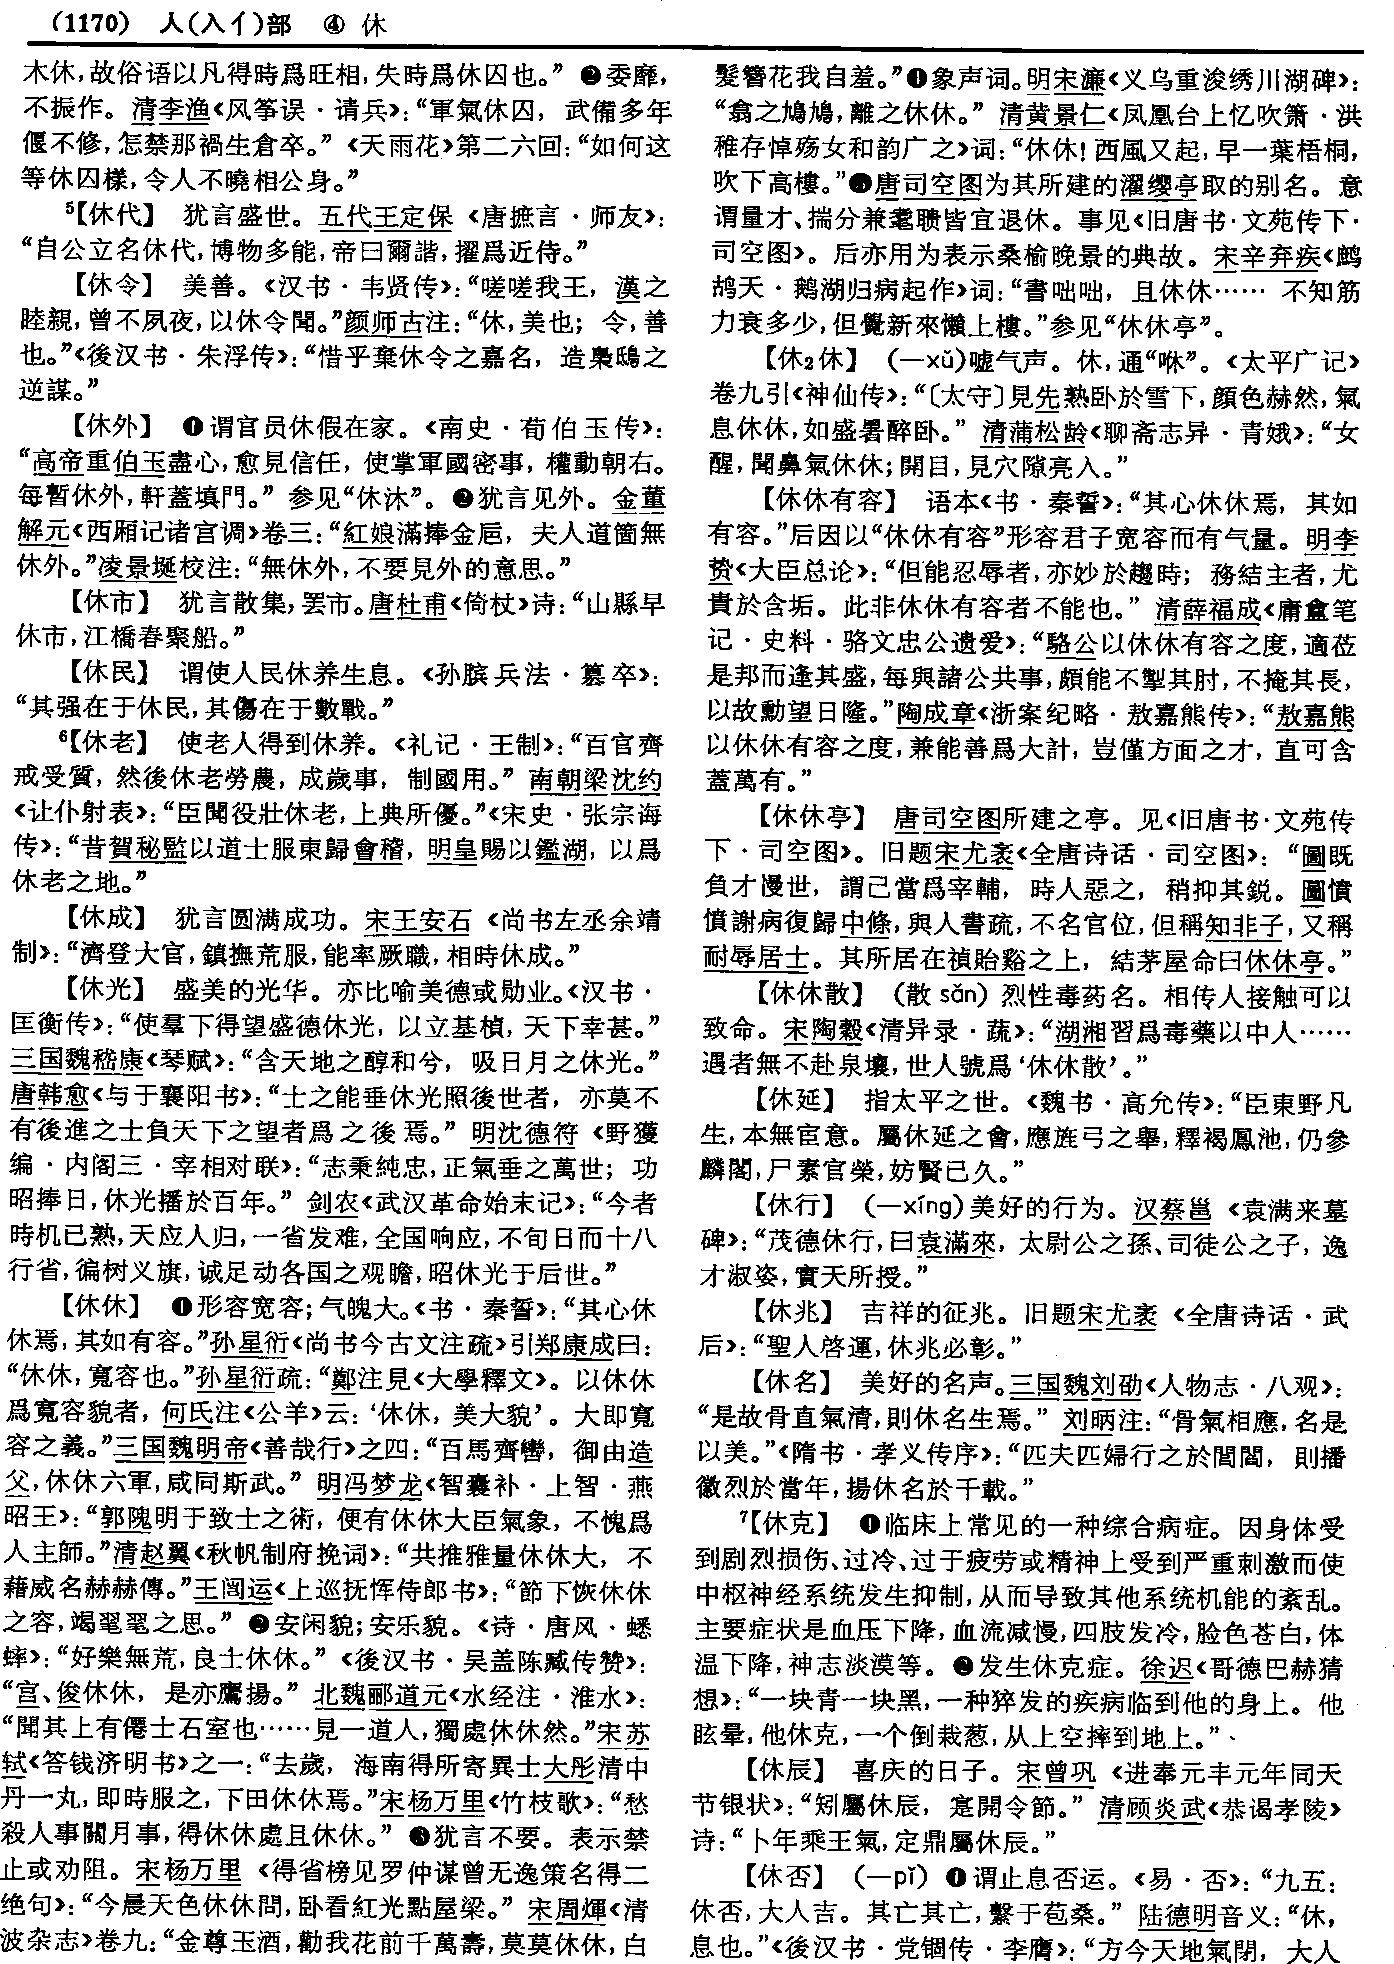 (1170) 人(入亻)部 ④ 休
木休，故俗语以凡得時爲旺相，失時爲休囚也。” ❷委靡，
不振作。清李渔《风筝误·请兵》：“軍氣休囚，武備多年
偃不修，怎禁那禍生倉卒。”《天雨花》第二六回：“如何这
等休囚樣，令人不曉相公身。”
⁵【休代】 犹言盛世。五代王定保《唐摭言·师友》：
“自公立名休代，博物多能，帝曰爾諧，擢爲近侍。”
【休令】 美善。《汉书·韦贤传》：“嗟嗟我王，漢之
睦親，曾不夙夜，以休令聞。”颜师古注：“休，美也；令，善
也。”《後汉书·朱浮传》：“惜乎棄休令之嘉名，造梟鴟之
逆謀。”
【休外】 ❶谓官员休假在家。《南史·荀伯玉传》：
“高帝重伯玉盡心，愈見信任，使掌軍國密事，權動朝右。
每暫休外，軒蓋填門。”参见“休沐”。❷犹言见外。金董
解元《西厢记诸宫调》卷三：“紅娘滿捧金巵，夫人道箇無
休外。”凌景埏校注：“無休外，不要見外的意思。”
【休市】 犹言散集，罢市。唐杜甫《倚杖》诗：“山縣早
休市，江橋春聚船。”
【休民】 谓使人民休养生息。《孙膑兵法·篡卒》：
“其强在于休民，其傷在于數戰。”
⁶【休老】 使老人得到休养。《礼记·王制》：“百官齊
戒受質，然後休老勞農，成歲事，制國用。”南朝梁沈约
《让仆射表》：“臣聞役壯休老，上典所優。”《宋史·张宗诲
传》：“昔賀秘監以道士服東歸會稽，明皇賜以鑑湖，以爲
休老之地。”
【休成】 犹言圆满成功。宋王安石《尚书左丞余靖
制》：“濟登大官，鎮撫荒服，能率厥職，相時休成。”
【休光】 盛美的光华。亦比喻美德或勋业。《汉书·
匡衡传》：“使羣下得望盛德休光，以立基楨，天下幸甚。”
三国魏嵇康《琴赋》：“含天地之醇和兮，吸日月之休光。”
唐韩愈《与于襄阳书》：“士之能垂休光照後世者，亦莫不
有後進之士負天下之望者爲之後焉。”明沈德符《野獲
编·内阁三·宰相对联》：“志秉純忠，正氣垂之萬世；功
昭捧日，休光播於百年。”剑农《武汉革命始末记》：“今者
時机已熟，天应人归，一省发难，全国响应，不旬日而十八
行省，徧树义旗，诚足动各国之观瞻，昭休光于后世。”
【休休】 ❶形容宽容；气魄大。《书·秦誓》：“其心休
休焉，其如有容。”孙星衍《尚书今古文注疏》引郑康成曰：
“休休，寬容也。”孙星衍疏：“鄭注見《大學釋文》。以休休
爲寬容貌者，何氏注《公羊》云：‘休休，美大貌’。大即寬
容之義。”三国魏明帝《善哉行》之四：“百馬齊轡，御由造
父，休休六軍，咸同斯武。”明冯梦龙《智囊补·上智·燕
昭王》：“郭隗明于致士之術，便有休休大臣氣象，不愧爲
人主師。”清赵翼《秋帆制府挽词》：“共推雅量休休大，不
藉威名赫赫傳。”王闿运《上巡抚恽侍郎书》：“節下恢休休
之容，竭毣毣之思。”❷安闲貌；安乐貌。《诗·唐风·蟋
蟀》：“好樂無荒，良士休休。”《後汉书·吴盖陈臧传赞》：
“宫、俊休休，是亦鷹揚。”北魏郦道元《水经注·淮水》：
“聞其上有僊士石室也……見一道人，獨處休休然。”宋苏
轼《答钱济明书》之一：“去歲，海南得所寄異士大彤清中
丹一丸，即時服之，下田休休焉。”宋杨万里《竹枝歌》：“愁
殺人事關月事，得休休處且休休。”❸犹言不要。表示禁
止或劝阻。宋杨万里《得省榜见罗仲谋曾无逸策名得二
绝句》：“今晨天色休休問，卧看紅光點屋梁。”宋周煇《清
波杂志》卷九：“金尊玉酒，勸我花前千萬壽，莫莫休休，白
髮簪花我自羞。”❹象声词。明宋濂《义乌重浚绣川湖碑》：
“翕之鳩鳩，離之休休。”清黄景仁《凤凰台上忆吹箫·洪
稚存悼殇女和韵广之》词：“休休！西風又起，早一葉梧桐，
吹下高樓。”❺唐司空图为其所建的濯缨亭取的别名。意
谓量才、揣分兼耄聩皆宜退休。事见《旧唐书·文苑传下·
司空图》。后亦用为表示桑榆晚景的典故。宋辛弃疾《鹧
鸪天·鹅湖归病起作》词：“書咄咄，且休休……不知筋
力衰多少，但覺新來懶上樓。”参见“休休亭”。
【休₂休】 (—xǔ)嘘气声。休，通“咻”。《太平广记》
卷九引《神仙传》：“〔太守〕見先熟卧於雪下，顔色赫然，氣
息休休，如盛暑醉卧。”清蒲松龄《聊斋志异·青娥》：“女
醒，聞鼻氣休休；開目，見穴隙亮入。”
【休休有容】 语本《书·秦誓》：“其心休休焉，其如
有容。”后因以“休休有容”形容君子宽容而有气量。明李
贽《大臣总论》：“但能忍辱者，亦妙於趨時；務結主者，尤
貴於含垢。此非休休有容者不能也。”清薛福成《庸盦笔
记·史料·骆文忠公遗爱》：“駱公以休休有容之度，適莅
是邦而逢其盛，每與諸公共事，頗能不掣其肘，不掩其長，
以故勳望日隆。”陶成章《浙案纪略·敖嘉熊传》：“敖嘉熊
以休休有容之度，兼能善爲大計，豈僅方面之才，直可含
蓋萬有。”
【休休亭】 唐司空图所建之亭。见《旧唐书·文苑传
下·司空图》。旧题宋尤袤《全唐诗话·司空图》：“圖既
負才慢世，謂己當爲宰輔，時人惡之，稍抑其鋭。圖憤
憤謝病復歸中條，與人書疏，不名官位，但稱知非子，又稱
耐辱居士。其所居在禎貽谿之上，結茅屋命曰休休亭。”
【休休散】 (散 sǎn) 烈性毒药名。相传人接触可以
致命。宋陶穀《清异录·蔬》：“湖湘習爲毒藥以中人……
遇者無不赴泉壤，世人號爲‘休休散’。”
【休延】 指太平之世。《魏书·高允传》：“臣東野凡
生，本無宦意。屬休延之會，應旌弓之舉，釋褐鳳池，仍參
麟閣，尸素官榮，妨賢已久。”
【休行】 (—xíng)美好的行为。汉蔡邕《袁满来墓
碑》：“茂德休行，曰袁滿來，太尉公之孫、司徒公之子，逸
才淑姿，實天所授。”
【休兆】 吉祥的征兆。旧题宋尤袤《全唐诗话·武
后》：“聖人啓運，休兆必彰。”
【休名】 美好的名声。三国魏刘劭《人物志·八观》：
“是故骨直氣清，則休名生焉。”刘昞注：“骨氣相應，名是
以美。”《隋书·孝义传序》：“匹夫匹婦行之於閭閻，則播
徽烈於當年，揚休名於千載。”
⁷【休克】 ❶临床上常见的一种综合病症。因身体受
到剧烈损伤、过冷、过于疲劳或精神上受到严重刺激而使
中枢神经系统发生抑制，从而导致其他系统机能的紊乱。
主要症状是血压下降，血流减慢，四肢发冷，脸色苍白，体
温下降，神志淡漠等。❷发生休克症。徐迟《哥德巴赫猜
想》：“一块青一块黑，一种猝发的疾病临到他的身上。他
眩晕，他休克，一个倒栽葱，从上空摔到地上。”
【休辰】 喜庆的日子。宋曾巩《进奉元丰元年同天
节银状》：“矧屬休辰，寔開令節。”清顾炎武《恭谒孝陵》
诗：“卜年乘王氣，定鼎屬休辰。”
【休否】 (—pǐ) ❶谓止息否运。《易·否》：“九五：
休否，大人吉。其亡其亡，繫于苞桑。”陆德明音义：“休，
息也。”《後汉书·党锢传·李膺》：“方今天地氣閉，大人